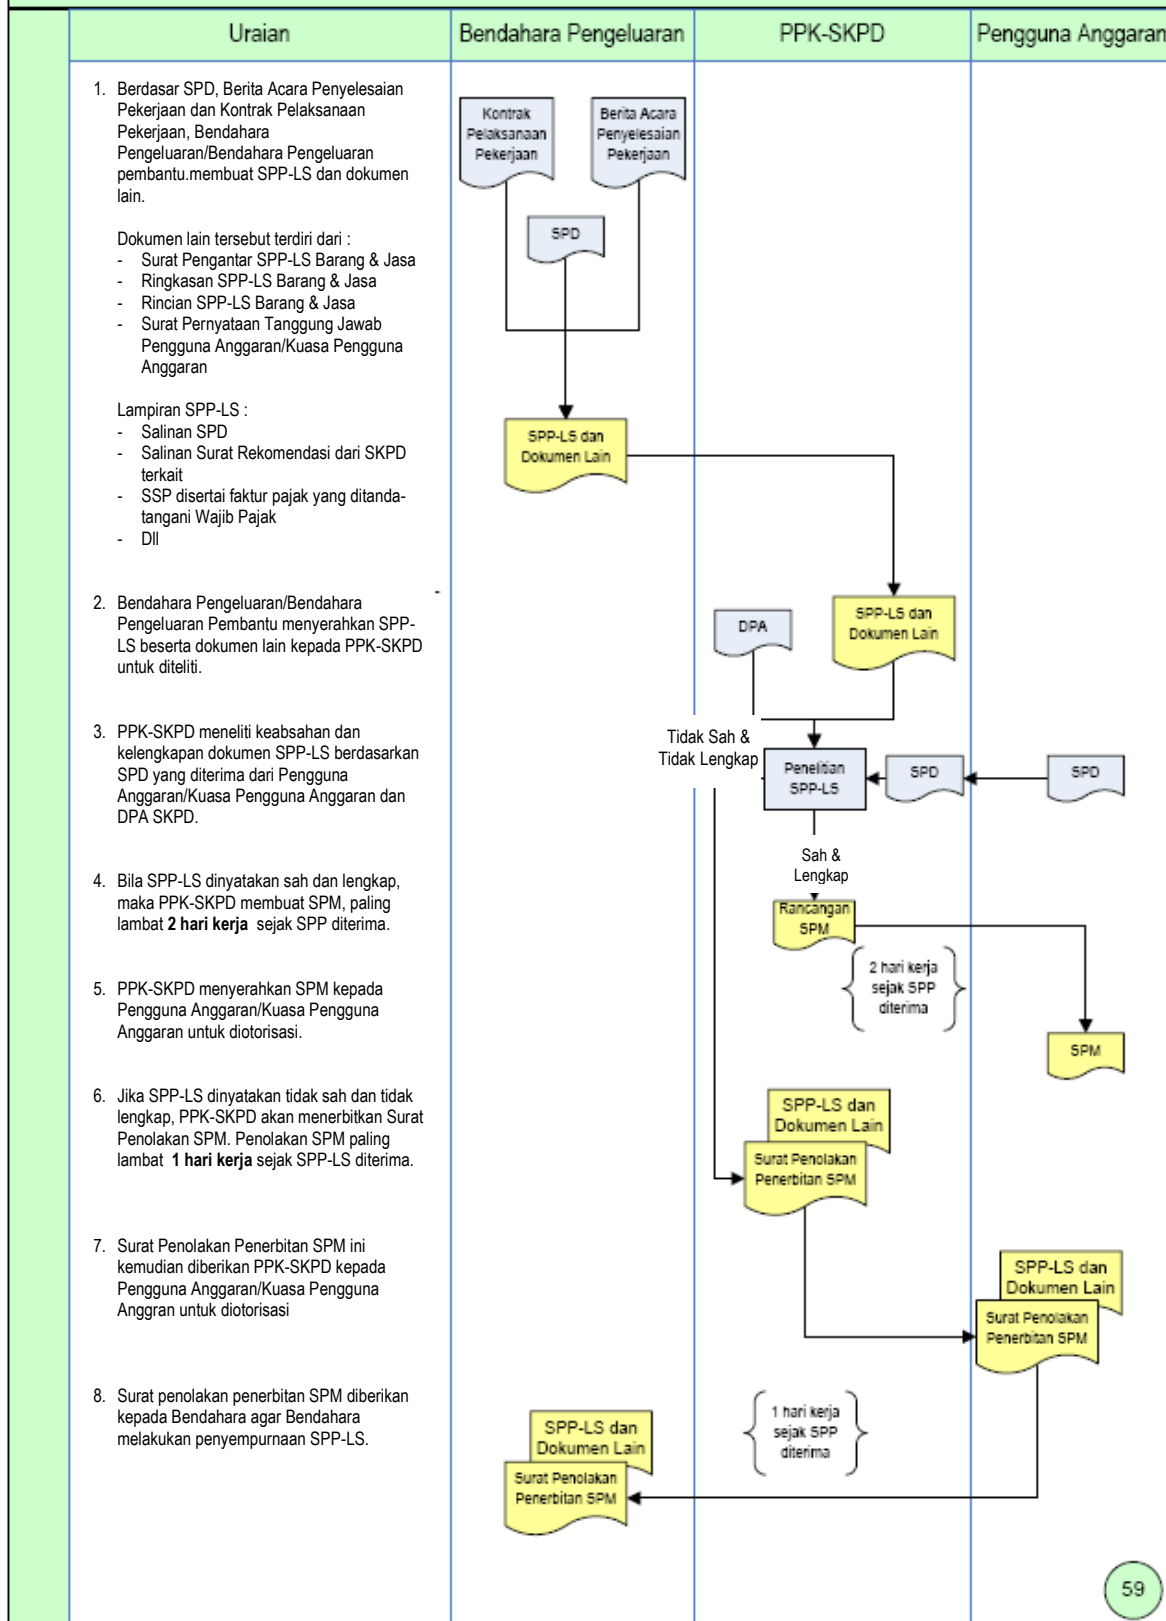 Uraian
Bendahara Pengeluaran
PPK-SKPD
Pengguna Anggaran
1. Berdasar SPD, Berita Acara Penyelesaian
Pekerjaan dan Kontrak Pelaksanaan
Pekerjaan, Bendahara
Pengeluaran/Bendahara Pengeluaran
pembantu.membuat SPP-LS dan dokumen
lain.
Dokumen lain tersebut terdiri dari :
- Surat Pengantar SPP-LS Barang & Jasa
- Ringkasan SPP-LS Barang & Jasa
- Rincian SPP-LS Barang & Jasa
- Surat Pernyataan Tanggung Jawab
Pengguna Anggaran/Kuasa Pengguna
Anggaran
Lampiran SPP-LS :
- Salinan SPD
- Salinan Surat Rekomendasi dari SKPD
terkait
- SSP disertai faktur pajak yang ditanda-
tangani Wajib Pajak
- Dll
2. Bendahara Pengeluaran/Bendahara
Pengeluaran Pembantu menyerahkan SPP-
LS beserta dokumen lain kepada PPK-SKPD
untuk diteliti.
3. PPK-SKPD meneliti keabsahan dan
kelengkapan dokumen SPP-LS berdasarkan
SPD yang diterima dari Pengguna
Anggaran/Kuasa Pengguna Anggaran dan
DPA SKPD.
4. Bila SPP-LS dinyatakan sah dan lengkap,
maka PPK-SKPD membuat SPM, paling
lambat 2 hari kerja sejak SPP diterima.
5. PPK-SKPD menyerahkan SPM kepada
Pengguna Anggaran/Kuasa Pengguna
Anggaran untuk diotorisasi.
6. Jika SPP-LS dinyatakan tidak sah dan tidak
lengkap, PPK-SKPD akan menerbitkan Surat
Penolakan SPM. Penolakan SPM paling
lambat 1 hari kerja sejak SPP-LS diterima.
7. Surat Penolakan Penerbitan SPM ini
kemudian diberikan PPK-SKPD kepada
Pengguna Anggaran/Kuasa Pengguna
Anggran untuk diotorisasi
8. Surat penolakan penerbitan SPM diberikan
kepada Bendahara agar Bendahara
melakukan penyempurnaan SPP-LS.
Kontrak
Pelaksanaan
Pekerjaan
Berita Acara
Penyelesaian
Pekerjaan
SPD
SPP-LS dan
Dokumen Lain
-
DPA
SPP-LS dan
Dokumen Lain
Tidak Sah &
Tidak Lengkap
Penelitian
SPP-LS
SPD
SPD
Sah &
Lengkap
Rancangan
SPM
2 hari kerja
sejak SPP
diterima
SPM
SPP-LS dan
Dokumen Lain
Surat Penolakan
Penerbitan SPM
SPP-LS dan
Dokumen Lain
Surat Penolakan
Penerbitan SPM
1 hari kerja
sejak SPP
diterima
SPP-LS dan
Dokumen Lain
Surat Penolakan
Penerbitan SPM
59